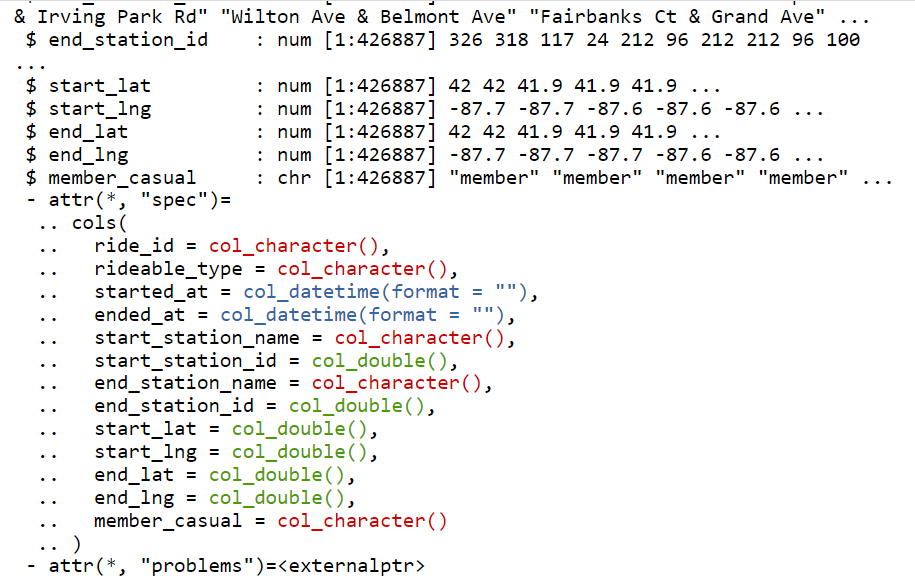 & Irving Park Rd" "Wilton Ave & Belmont Ave" "Fairbanks Ct & Grand Ave" ...
 $ end_station_id    : num [1:426887] 326 318 117 24 212 96 212 212 96 100
...
 $ start_lat         : num [1:426887] 42 42 41.9 41.9 41.9 ...
 $ start_lng         : num [1:426887] -87.7 -87.7 -87.6 -87.6 -87.6 ...
 $ end_lat           : num [1:426887] 42 42 41.9 41.9 41.9 ...
 $ end_lng           : num [1:426887] -87.7 -87.7 -87.7 -87.6 -87.6 ...
 $ member_casual     : chr [1:426887] "member" "member" "member" "member" ...
 - attr(*, "spec")=
  .. cols(
  ..   ride_id = col_character(),
  ..   rideable_type = col_character(),
  ..   started_at = col_datetime(format = ""),
  ..   ended_at = col_datetime(format = ""),
  ..   start_station_name = col_character(),
  ..   start_station_id = col_double(),
  ..   end_station_name = col_character(),
  ..   end_station_id = col_double(),
  ..   start_lat = col_double(),
  ..   start_lng = col_double(),
  ..   end_lat = col_double(),
  ..   end_lng = col_double(),
  ..   member_casual = col_character()
  .. )
 - attr(*, "problems")=<externalptr>